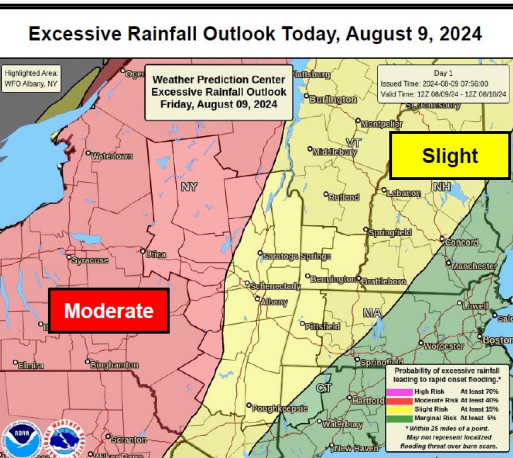 Excessive Rainfall Outlook Today, August 9, 2024
Highlighted Area:
WFO Albany, NY
Weather Prediction Center
Excessive Rainfall Outlook
Friday, August 09, 2024
Day 1
Issued Time: 2024-08-09 07:56:00
Valid Time: 12Z 08/09/24 - 12Z 08/10/24
Burlington
Montpelier
VT
Middlebury
Slight
Watertown
NY
Rutland
Lebanon
NH
Springfield
Concord
Syracuse
Utica
Saratoga Springs
Manchester
Schenectady
Bennington
Brattleboro
Albany
Moderate
MA
Lowell
Pittsfield
Boston
Worcester
Elmira
Binghamton
Springfield
CT
Poughkeepsie
Hartford
Waterbury
New Haven
Scranton
Probability of excessive rainfall
leading to rapid onset flooding.*
High Risk At least 70%
Moderate Risk At least 40%
Slight Risk At least 15%
Marginal Risk At least 5%
* Within 25 miles of a point.
May not represent localized
flooding threat over burn scars.
NOAA